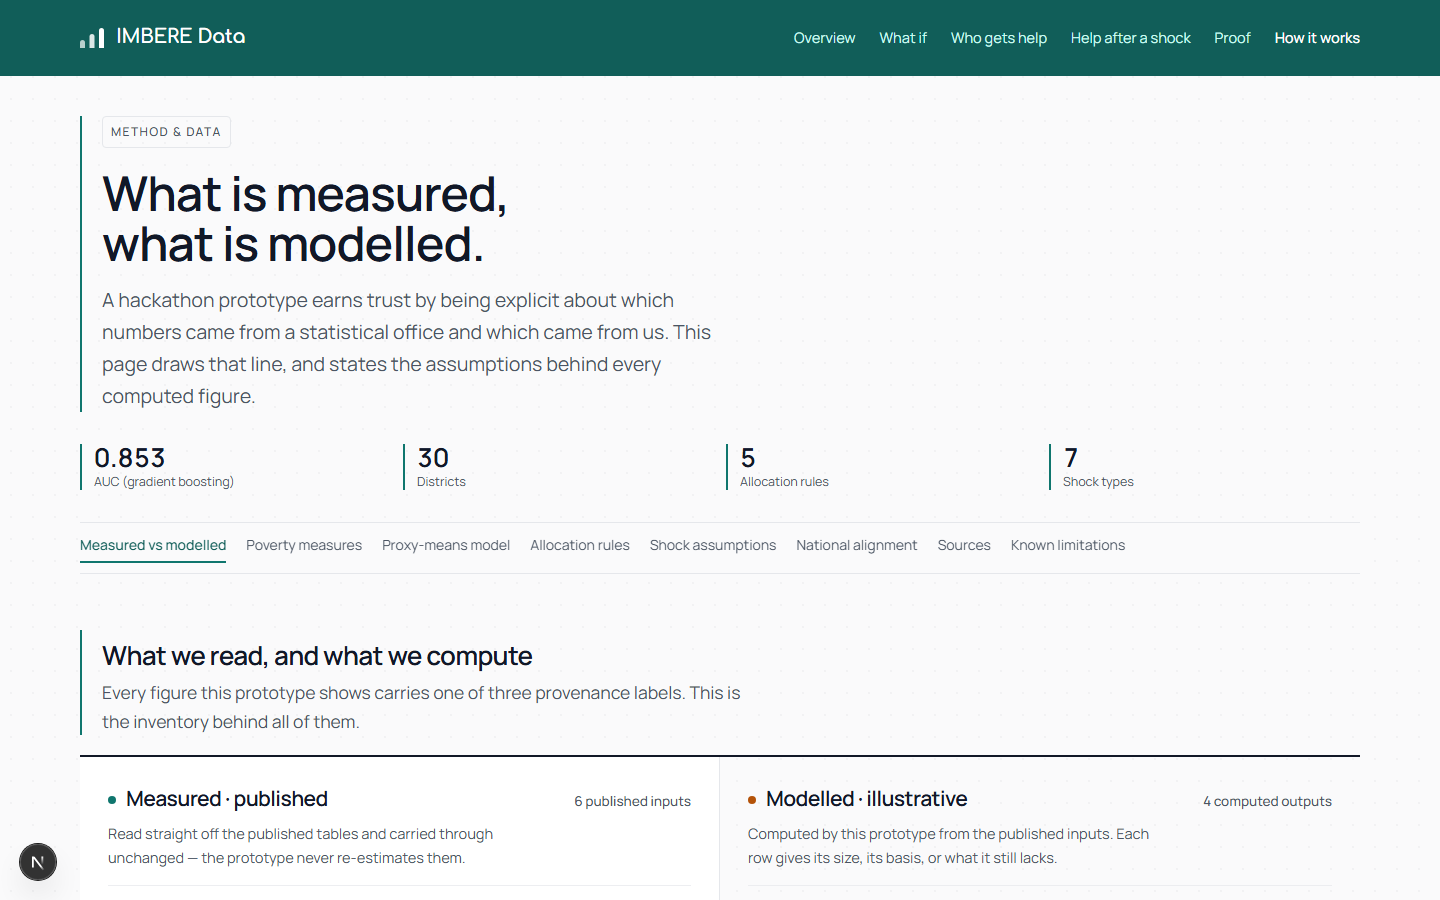 IMBERE Data
Overview
What if
Who gets help
Help after a shock
Proof
How it works
METHOD & DATA
What is measured,
what is modelled.
A hackathon prototype earns trust by being explicit about which
numbers came from a statistical office and which came from us. This
page draws that line, and states the assumptions behind every
computed figure.
0.853
AUC (gradient boosting)
30
Districts
5
Allocation rules
7
Shock types
Measured vs modelled
Poverty measures
Proxy-means model
Allocation rules
Shock assumptions
National alignment
Sources
Known limitations
What we read, and what we compute
Every figure this prototype shows carries one of three provenance labels. This is
the inventory behind all of them.
Measured · published
6 published inputs
Read straight off the published tables and carried through
unchanged — the prototype never re-estimates them.
Modelled · illustrative
4 computed outputs
Computed by this prototype from the published inputs. Each
row gives its size, its basis, or what it still lacks.
N